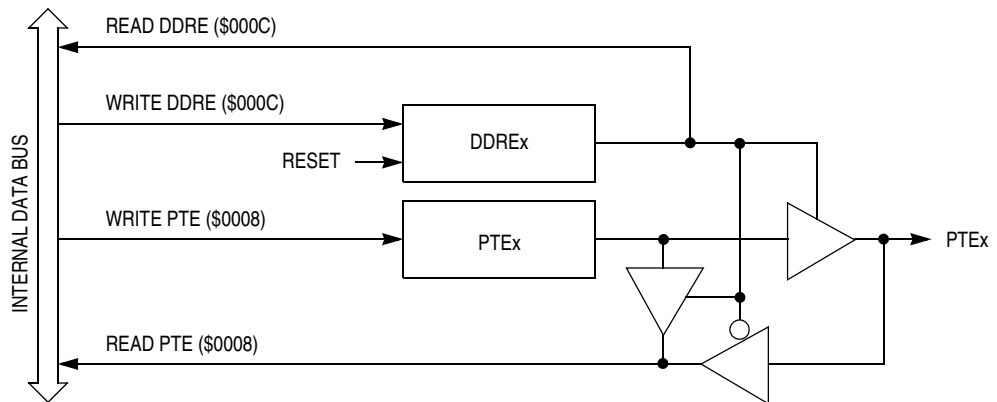 READ DDRE ($000C)
WRITE DDRE ($000C)
DDREx
RESET
INTERNAL DATA BUS
WRITE PTE ($0008)
PTEx
PTEx
READ PTE ($0008)